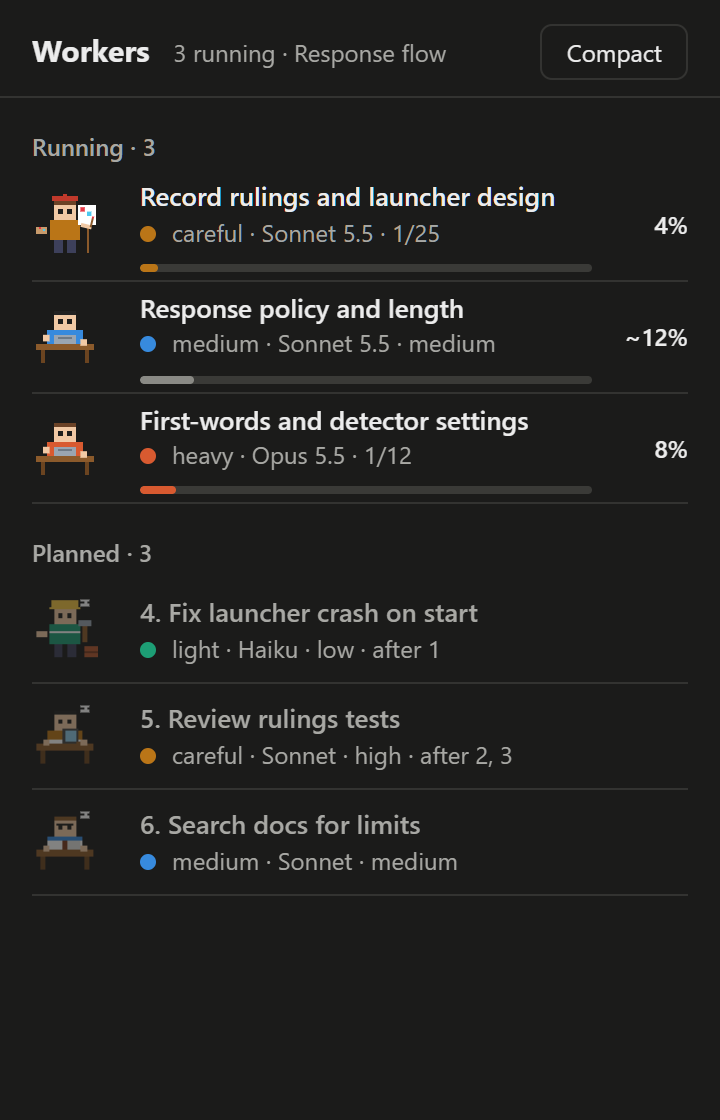 Workers 3 running · Response flow Compact
Running · 3
Record rulings and launcher design
careful · Sonnet 5.5 · 1/25
4%
Response policy and length
medium · Sonnet 5.5 · medium
~12%
First-words and detector settings
heavy · Opus 5.5 · 1/12
8%
Planned · 3
4. Fix launcher crash on start
light · Haiku · low · after 1
5. Review rulings tests
careful · Sonnet · high · after 2, 3
6. Search docs for limits
medium · Sonnet · medium